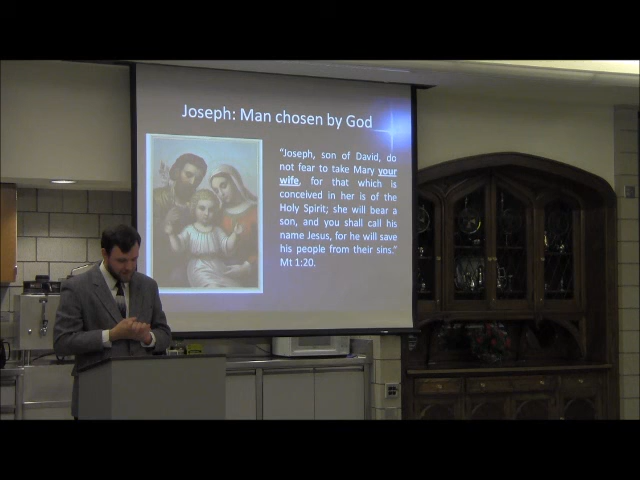 Joseph: Man chosen by God
“Joseph, son of David, do
not fear to take Mary your
wife, for that which is
conceived in her is of the
Holy Spirit; she will bear a
son, and you shall call his
name Jesus, for he will save
his people from their sins.”
Mt 1:20.